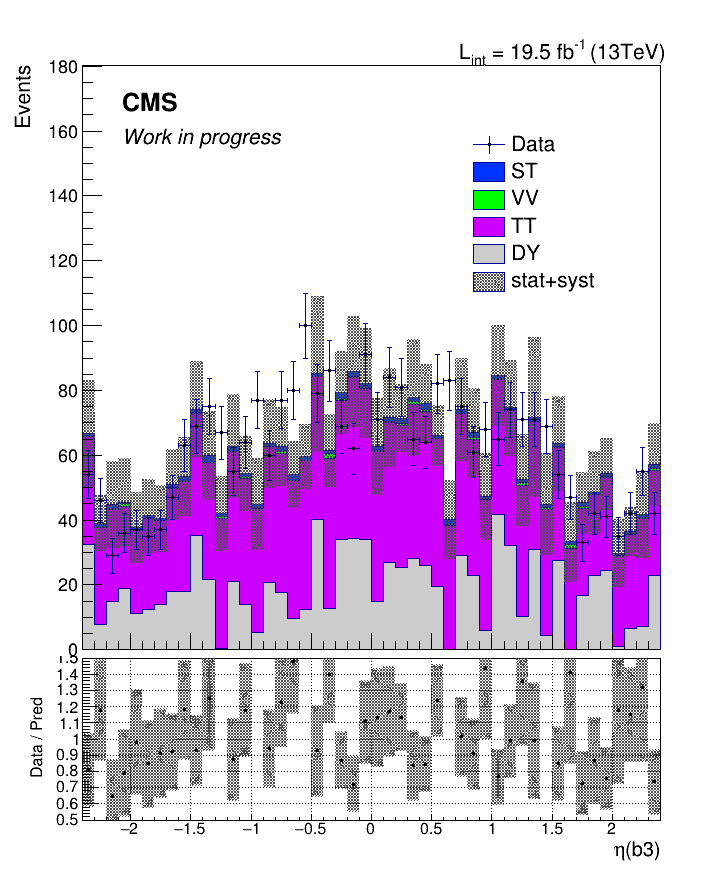 L_int = 19.5 fb⁻¹ (13TeV)
Events
180
160
140
120
100
80
60
40
20
0
CMS
Work in progress
Data
ST
VV
TT
DY
stat+syst
Data / Pred
1.5
1.4
1.3
1.2
1.1
1
0.9
0.8
0.7
0.6
0.5
−2 −1.5 −1 −0.5 0 0.5 1 1.5 2
η(b3)